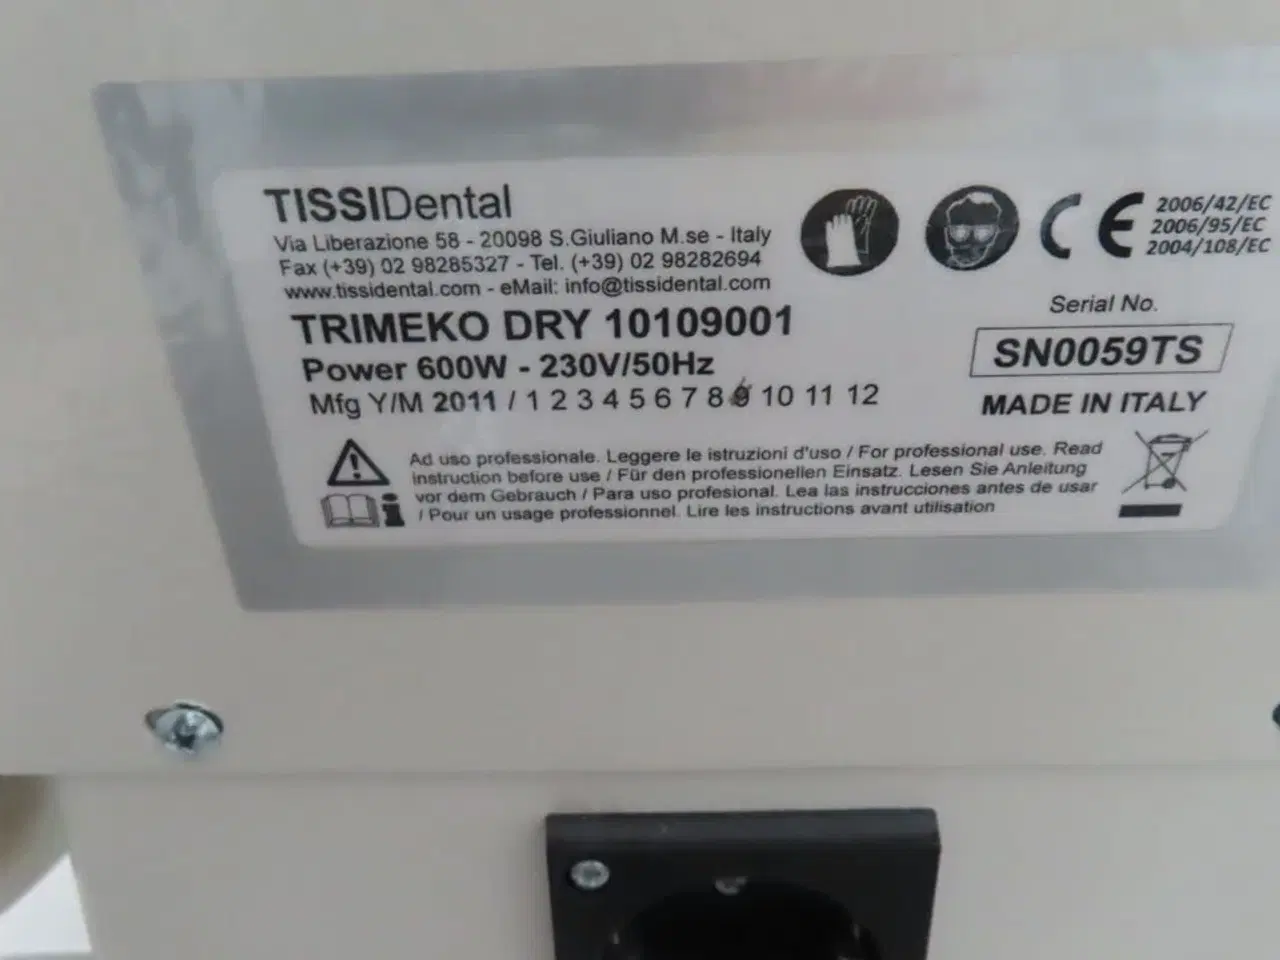 TISSIDental
Via Liberazione 58 - 20098 S.Giuliano M.se - Italy
Fax (+39) 02 98285327 - Tel. (+39) 02 98282694
www.tissidental.com - eMail: info@tissidental.com
TRIMEKO DRY 10109001
Power 600W - 230V/50Hz
Mfg Y/M 2011 / 1 2 3 4 5 6 7 8 9 10 11 12
CE
2006/42/EC
2006/95/EC
2004/108/EC
Serial No.
SN0059TS
MADE IN ITALY
Ad uso professionale. Leggere le istruzioni d'uso / For professional use. Read
instruction before use / Für den professionellen Einsatz. Lesen Sie Anleitung
vor dem Gebrauch / Para uso profesional. Lea las instrucciones antes de usar
/ Pour un usage professionnel. Lire les instructions avant utilisation